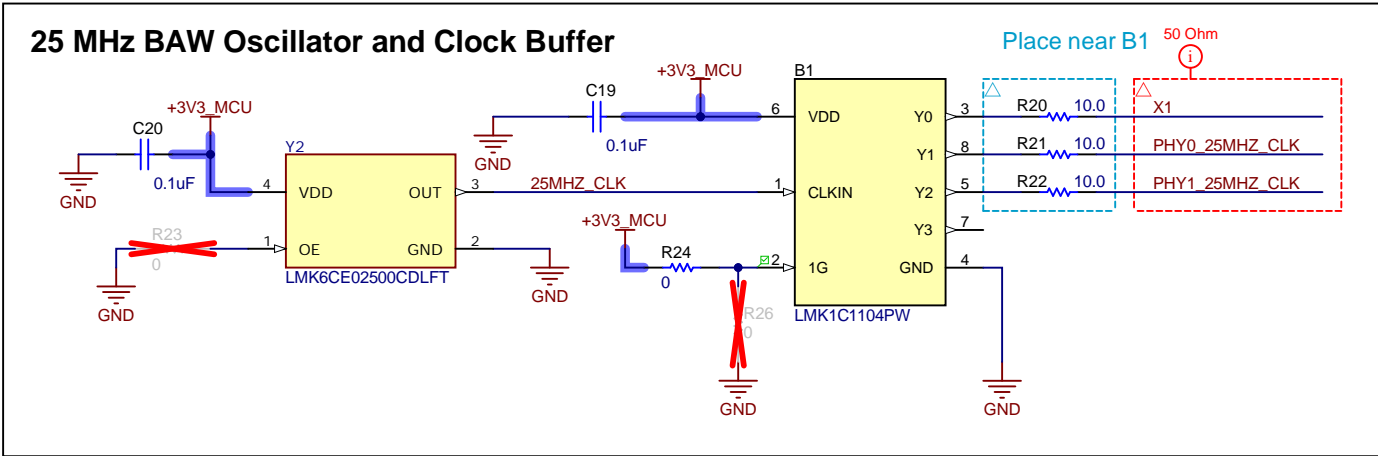 25 MHz BAW Oscillator and Clock Buffer
Place near B1
50 Ohm
i
+3V3_MCU
C20
0.1uF
GND
Y2
4 VDD
OUT 3
1 OE
GND 2
LMK6CE02500CDLFT
R23
0
GND
GND
25MHZ_CLK
+3V3_MCU
C19
0.1uF
GND
B1
6 VDD
1 CLKIN
2 1G
Y0 3
Y1 8
Y2 5
Y3 7
GND 4
LMK1C1104PW
+3V3_MCU
R24
0
R26
0
GND
GND
R20 10.0 X1
R21 10.0 PHY0_25MHZ_CLK
R22 10.0 PHY1_25MHZ_CLK